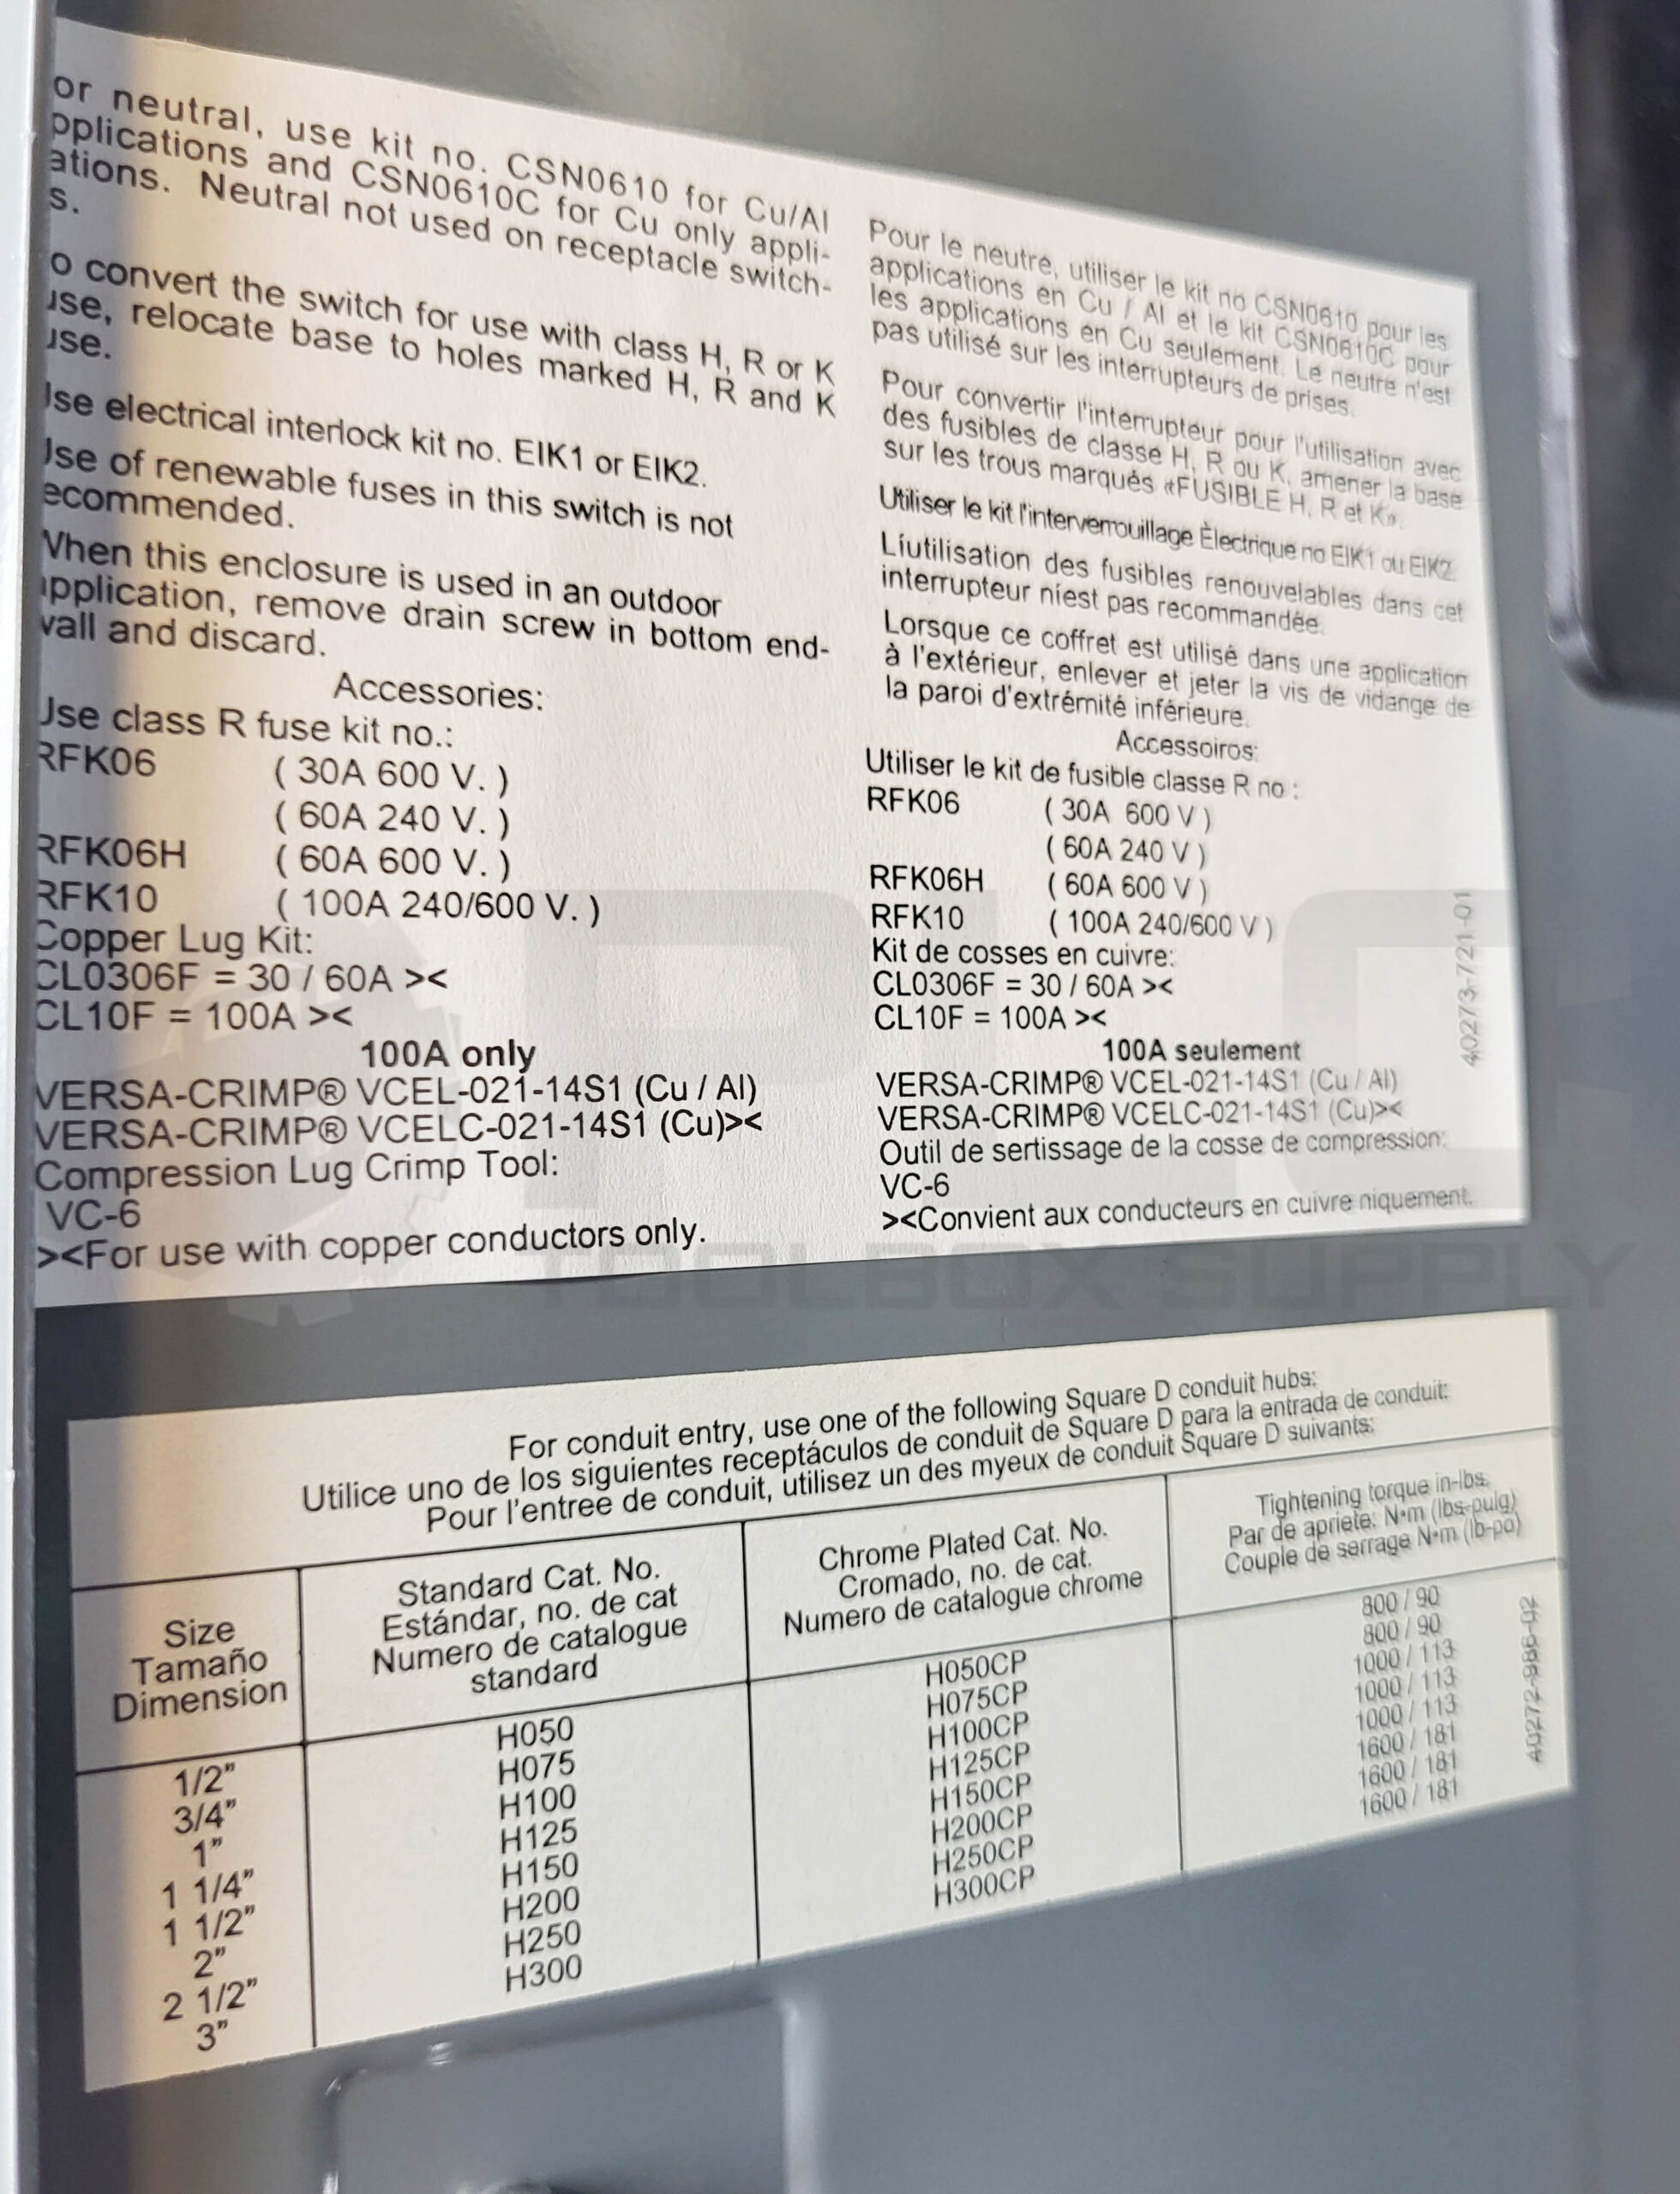 or neutral, use kit no. CSN0610 for Cu/Al
pplications and CSN0610C for Cu only appli-
ations. Neutral not used on receptacle switch-
s.
o convert the switch for use with class H, R or K
use, relocate base to holes marked H, R and K
use.
Use electrical interlock kit no. EIK1 or EIK2.
Use of renewable fuses in this switch is not
ecommended.
When this enclosure is used in an outdoor
application, remove drain screw in bottom end-
wall and discard.
Accessories:
Use class R fuse kit no.:
RFK06 ( 30A 600 V. )
( 60A 240 V. )
RFK06H ( 60A 600 V. )
RFK10 ( 100A 240/600 V. )
Copper Lug Kit:
CL0306F = 30 / 60A ><
CL10F = 100A ><
100A only
VERSA-CRIMP® VCEL-021-14S1 (Cu / Al)
VERSA-CRIMP® VCELC-021-14S1 (Cu)><
Compression Lug Crimp Tool:
VC-6
><For use with copper conductors only.
Pour le neutre, utiliser le kit no CSN0610 pour les
applications en Cu / Al et le kit CSN0610C pour
les applications en Cu seulement. Le neutre n'est
pas utilisé sur les interrupteurs de prises.
Pour convertir l'interrupteur pour l'utilisation avec
des fusibles de classe H, R ou K, amener la base
sur les trous marqués «FUSIBLE H, R et K».
Utiliser le kit l'interverrouillage Èlectrique no EIK1 ou EIK2.
Líutilisation des fusibles renouvelables dans cet
interrupteur níest pas recommandée.
Lorsque ce coffret est utilisé dans une application
à l'extérieur, enlever et jeter la vis de vidange de
la paroi d'extrémité inférieure.
Accessoiros:
Utiliser le kit de fusible classe R no :
RFK06 ( 30A 600 V )
( 60A 240 V )
RFK06H ( 60A 600 V )
RFK10 ( 100A 240/600 V )
Kit de cosses en cuivre:
CL0306F = 30 / 60A ><
CL10F = 100A ><
100A seulement
VERSA-CRIMP® VCEL-021-14S1 (Cu / Al)
VERSA-CRIMP® VCELC-021-14S1 (Cu)><
Outil de sertissage de la cosse de compression:
VC-6
><Convient aux conducteurs en cuivre niquement.
40273-721-01
PLC
TOOLBOX SUPPLY
For conduit entry, use one of the following Square D conduit hubs:
Utilice uno de los siguientes receptáculos de conduit de Square D para la entrada de conduit:
Pour l'entree de conduit, utilisez un des myeux de conduit Square D suivants:
Size
Tamaño
Dimension
Standard Cat. No.
Estándar, no. de cat
Numero de catalogue
standard
Chrome Plated Cat. No.
Cromado, no. de cat.
Numero de catalogue chrome
Tightening torque in-lbs.
Par de apriete: N•m (lbs-pulg)
Couple de serrage N•m (lb-po)
1/2" H050 H050CP 800 / 90
3/4" H075 H075CP 800 / 90
1" H100 H100CP 1000 / 113
1 1/4" H125 H125CP 1000 / 113
1 1/2" H150 H150CP 1000 / 113
2" H200 H200CP 1600 / 181
2 1/2" H250 H250CP 1600 / 181
3" H300 H300CP 1600 / 181